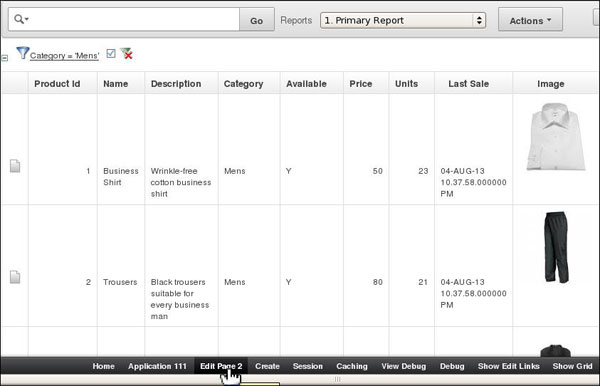 Go Reports 1. Primary Report Actions
Category = 'Mens'
Product Id Name Description Category Available Price Units Last Sale Image
1 Business Shirt Wrinkle-free cotton business shirt Mens Y 50 23 04-AUG-13 10.37.58.000000 PM
2 Trousers Black trousers suitable for every business man Mens Y 80 21 04-AUG-13 10.37.58.000000 PM
Home Application 111 Edit Page 2 Create Session Caching View Debug Debug Show Edit Links Show Grid